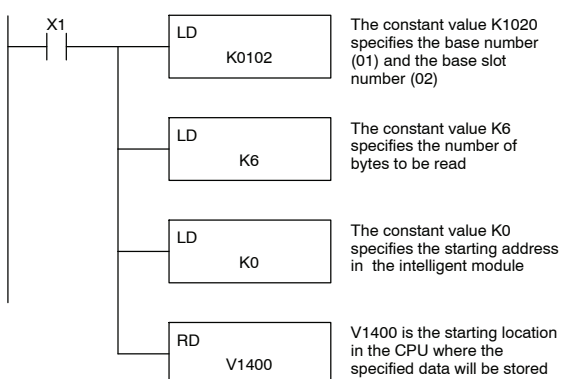 X1
LD
K0102
The constant value K1020
specifies the base number
(01) and the base slot
number (02)
LD
K6
The constant value K6
specifies the number of
bytes to be read
LD
K0
The constant value K0
specifies the starting address
in the intelligent module
RD
V1400
V1400 is the starting location
in the CPU where the
specified data will be stored